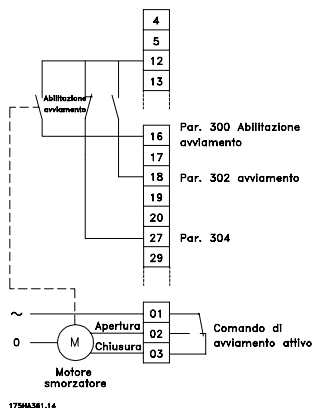 4
5
12
13
Abilitazione
avviamento
16
Par. 300 Abilitazione
avviamento
17
18
Par. 302 avviamento
19
20
27
Par. 304
29
~
01
Apertura
02
Comando di
avviamento attivo
0
M
Chiusura
03
Motore
smorzatore
175HA361.14